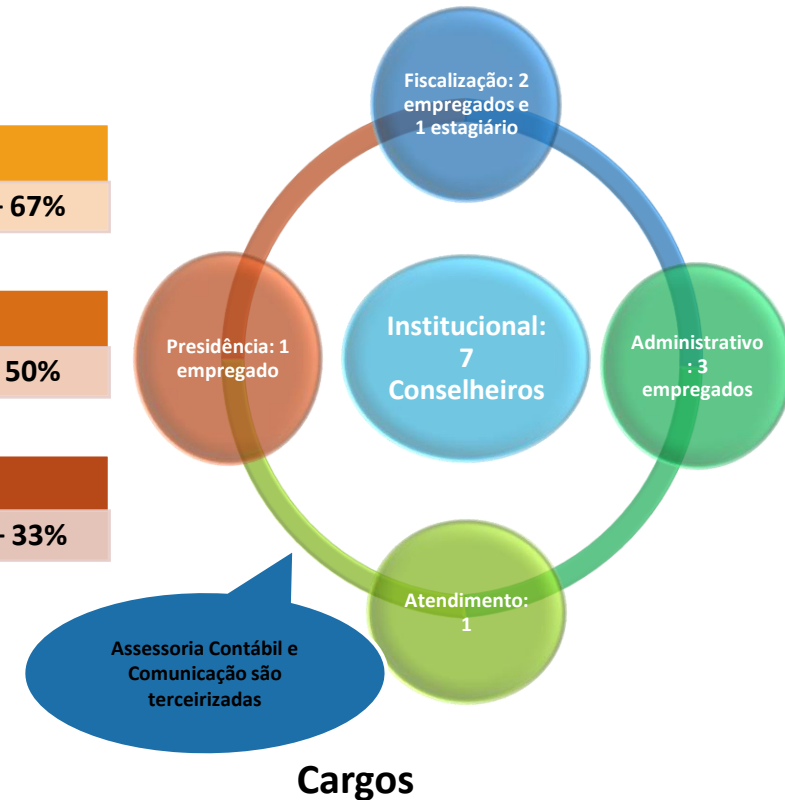 Fiscalização: 2
empregados e
1 estagiário
- 67%
Presidência: 1
empregado
Institucional:
7
Conselheiros
Administrativo
: 3
empregados
50%
- 33%
Atendimento:
1
Assessoria Contábil e
Comunicação são
terceirizadas
Cargos